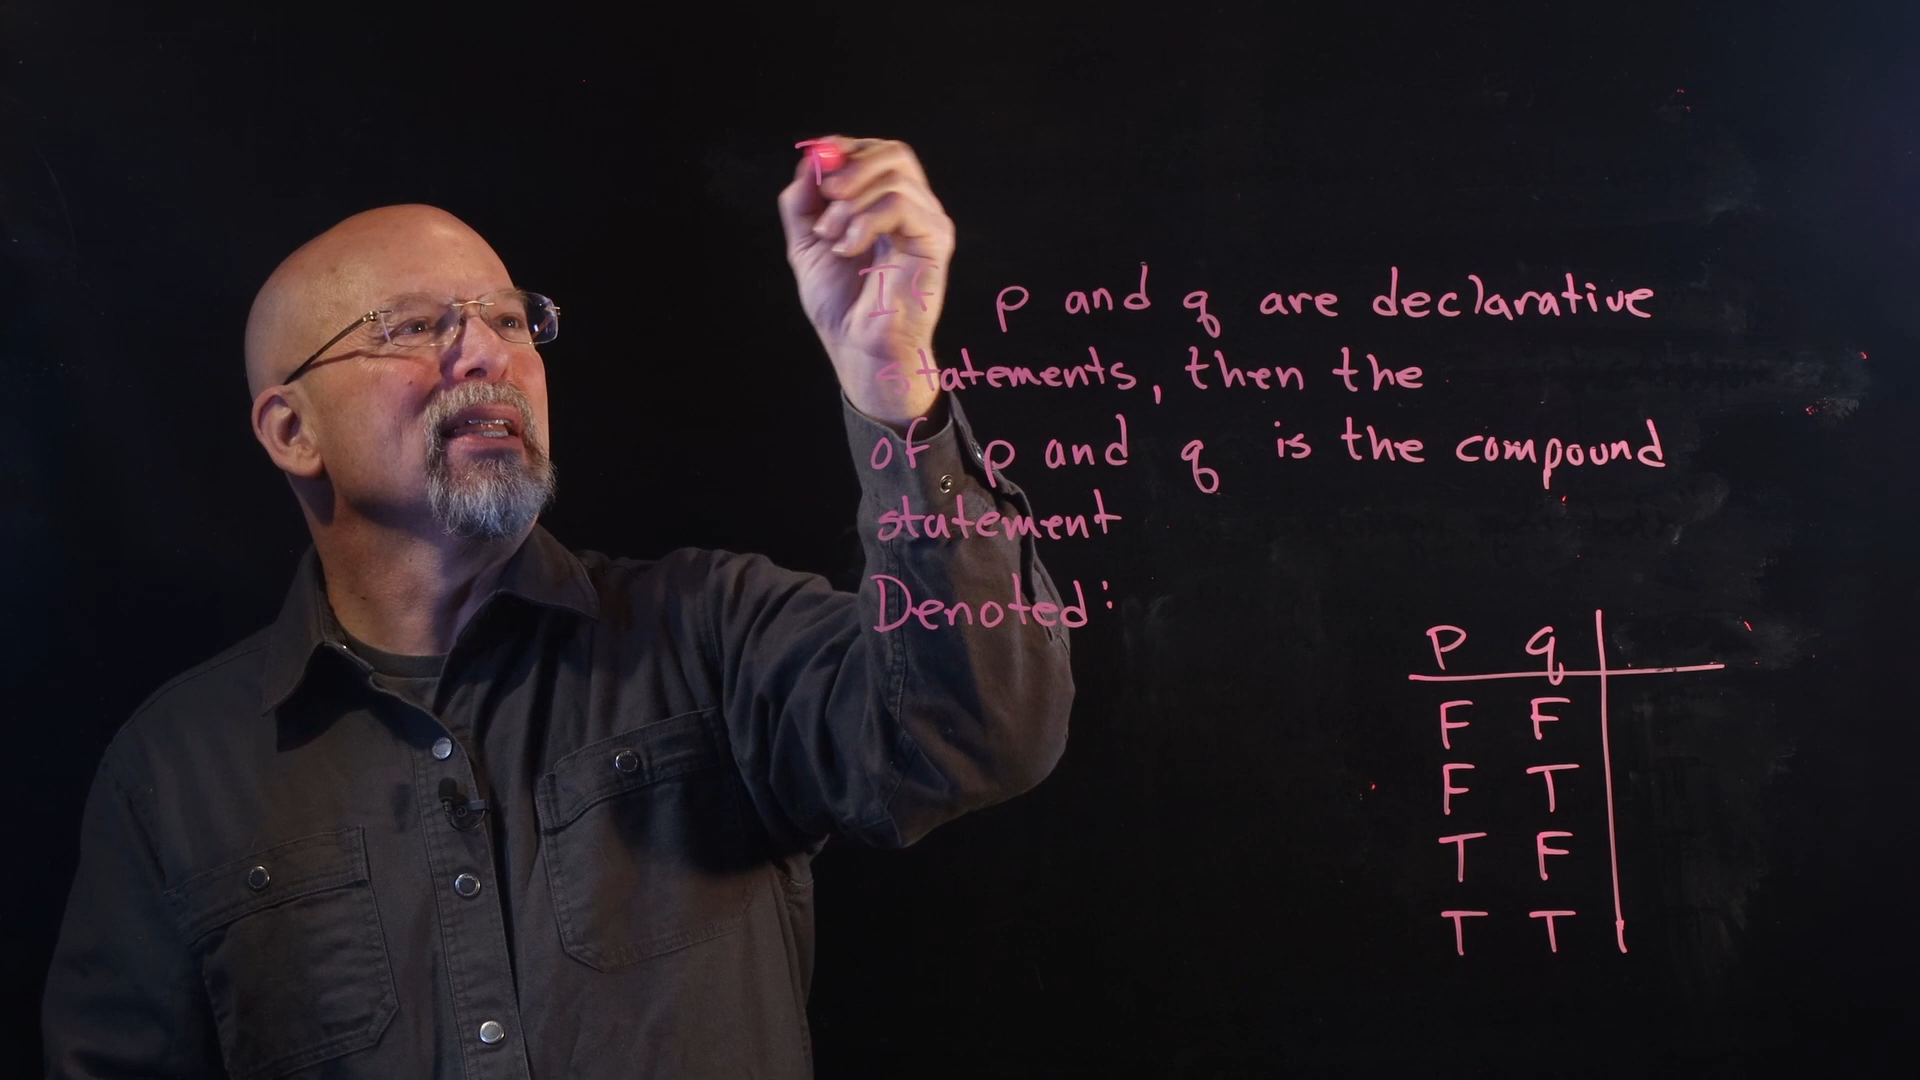 T
If p and q are declarative
statements, then the
of p and q is the compound
statement
Denoted:
p q
F F
F T
T F
T T